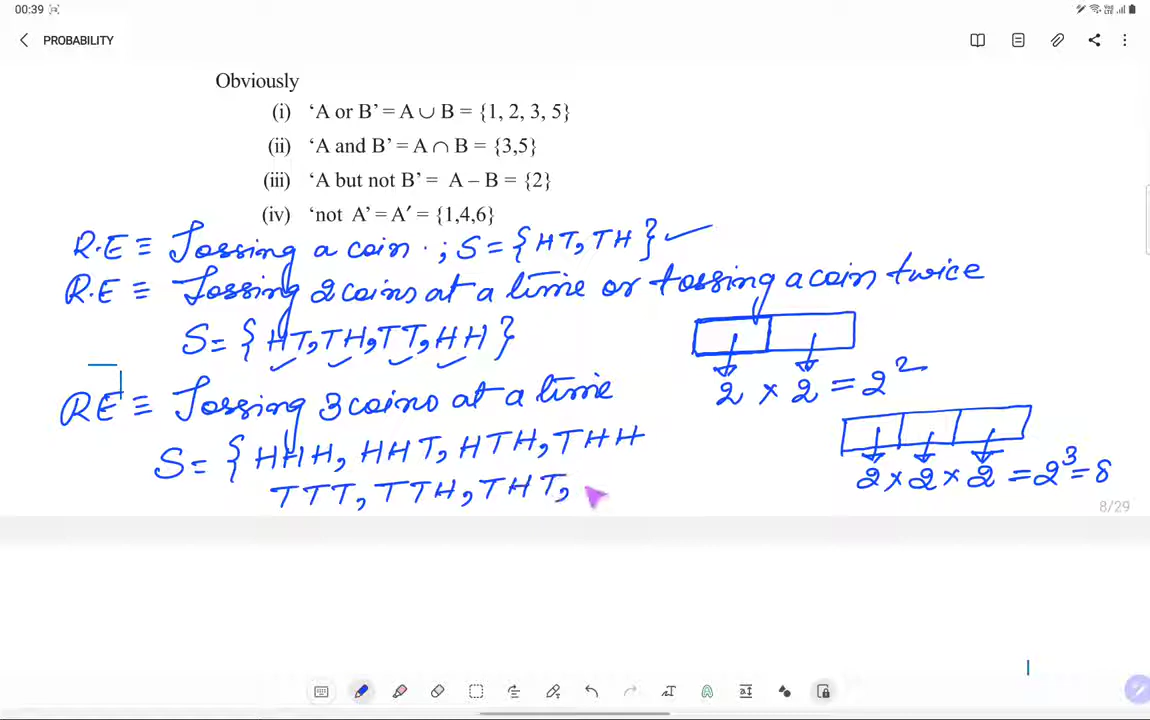 00:39
PROBABILITY
Obviously
(i) ‘A or B’ = A ∪ B = {1, 2, 3, 5}
(ii) ‘A and B’ = A ∩ B = {3,5}
(iii) ‘A but not B’ = A – B = {2}
(iv) ‘not A’ = A′ = {1,4,6}
R.E ≡ Tossing a coin. ; S = { HT, TH }
R.E ≡ Tossing 2 coins at a time or tossing a coin twice
S = { HT, TH, TT, HH }
2 × 2 = 2²
RE ≡ Tossing 3 coins at a time
S = { HHH, HHT, HTH, THH
2 × 2 × 2 = 2³ = 8
TTT, TTH, THT,
8/29